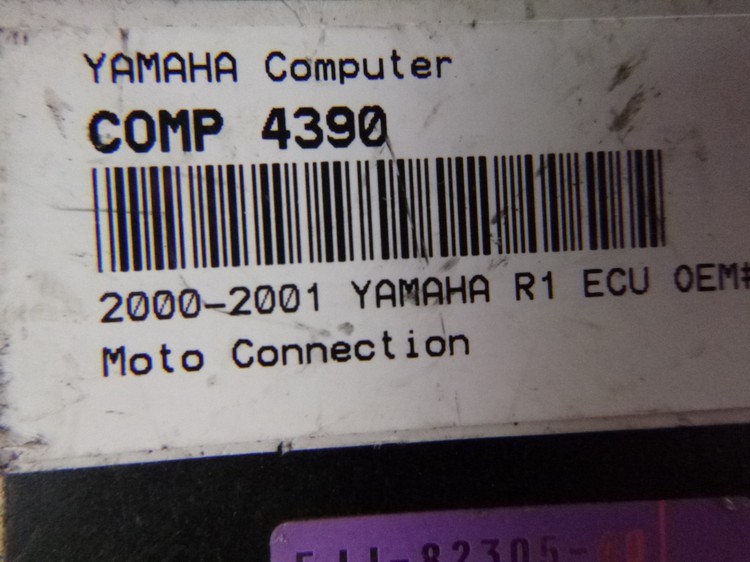 YAMAHA Computer
COMP 4390
2000-2001 YAMAHA R1 ECU OEM#
Moto Connection